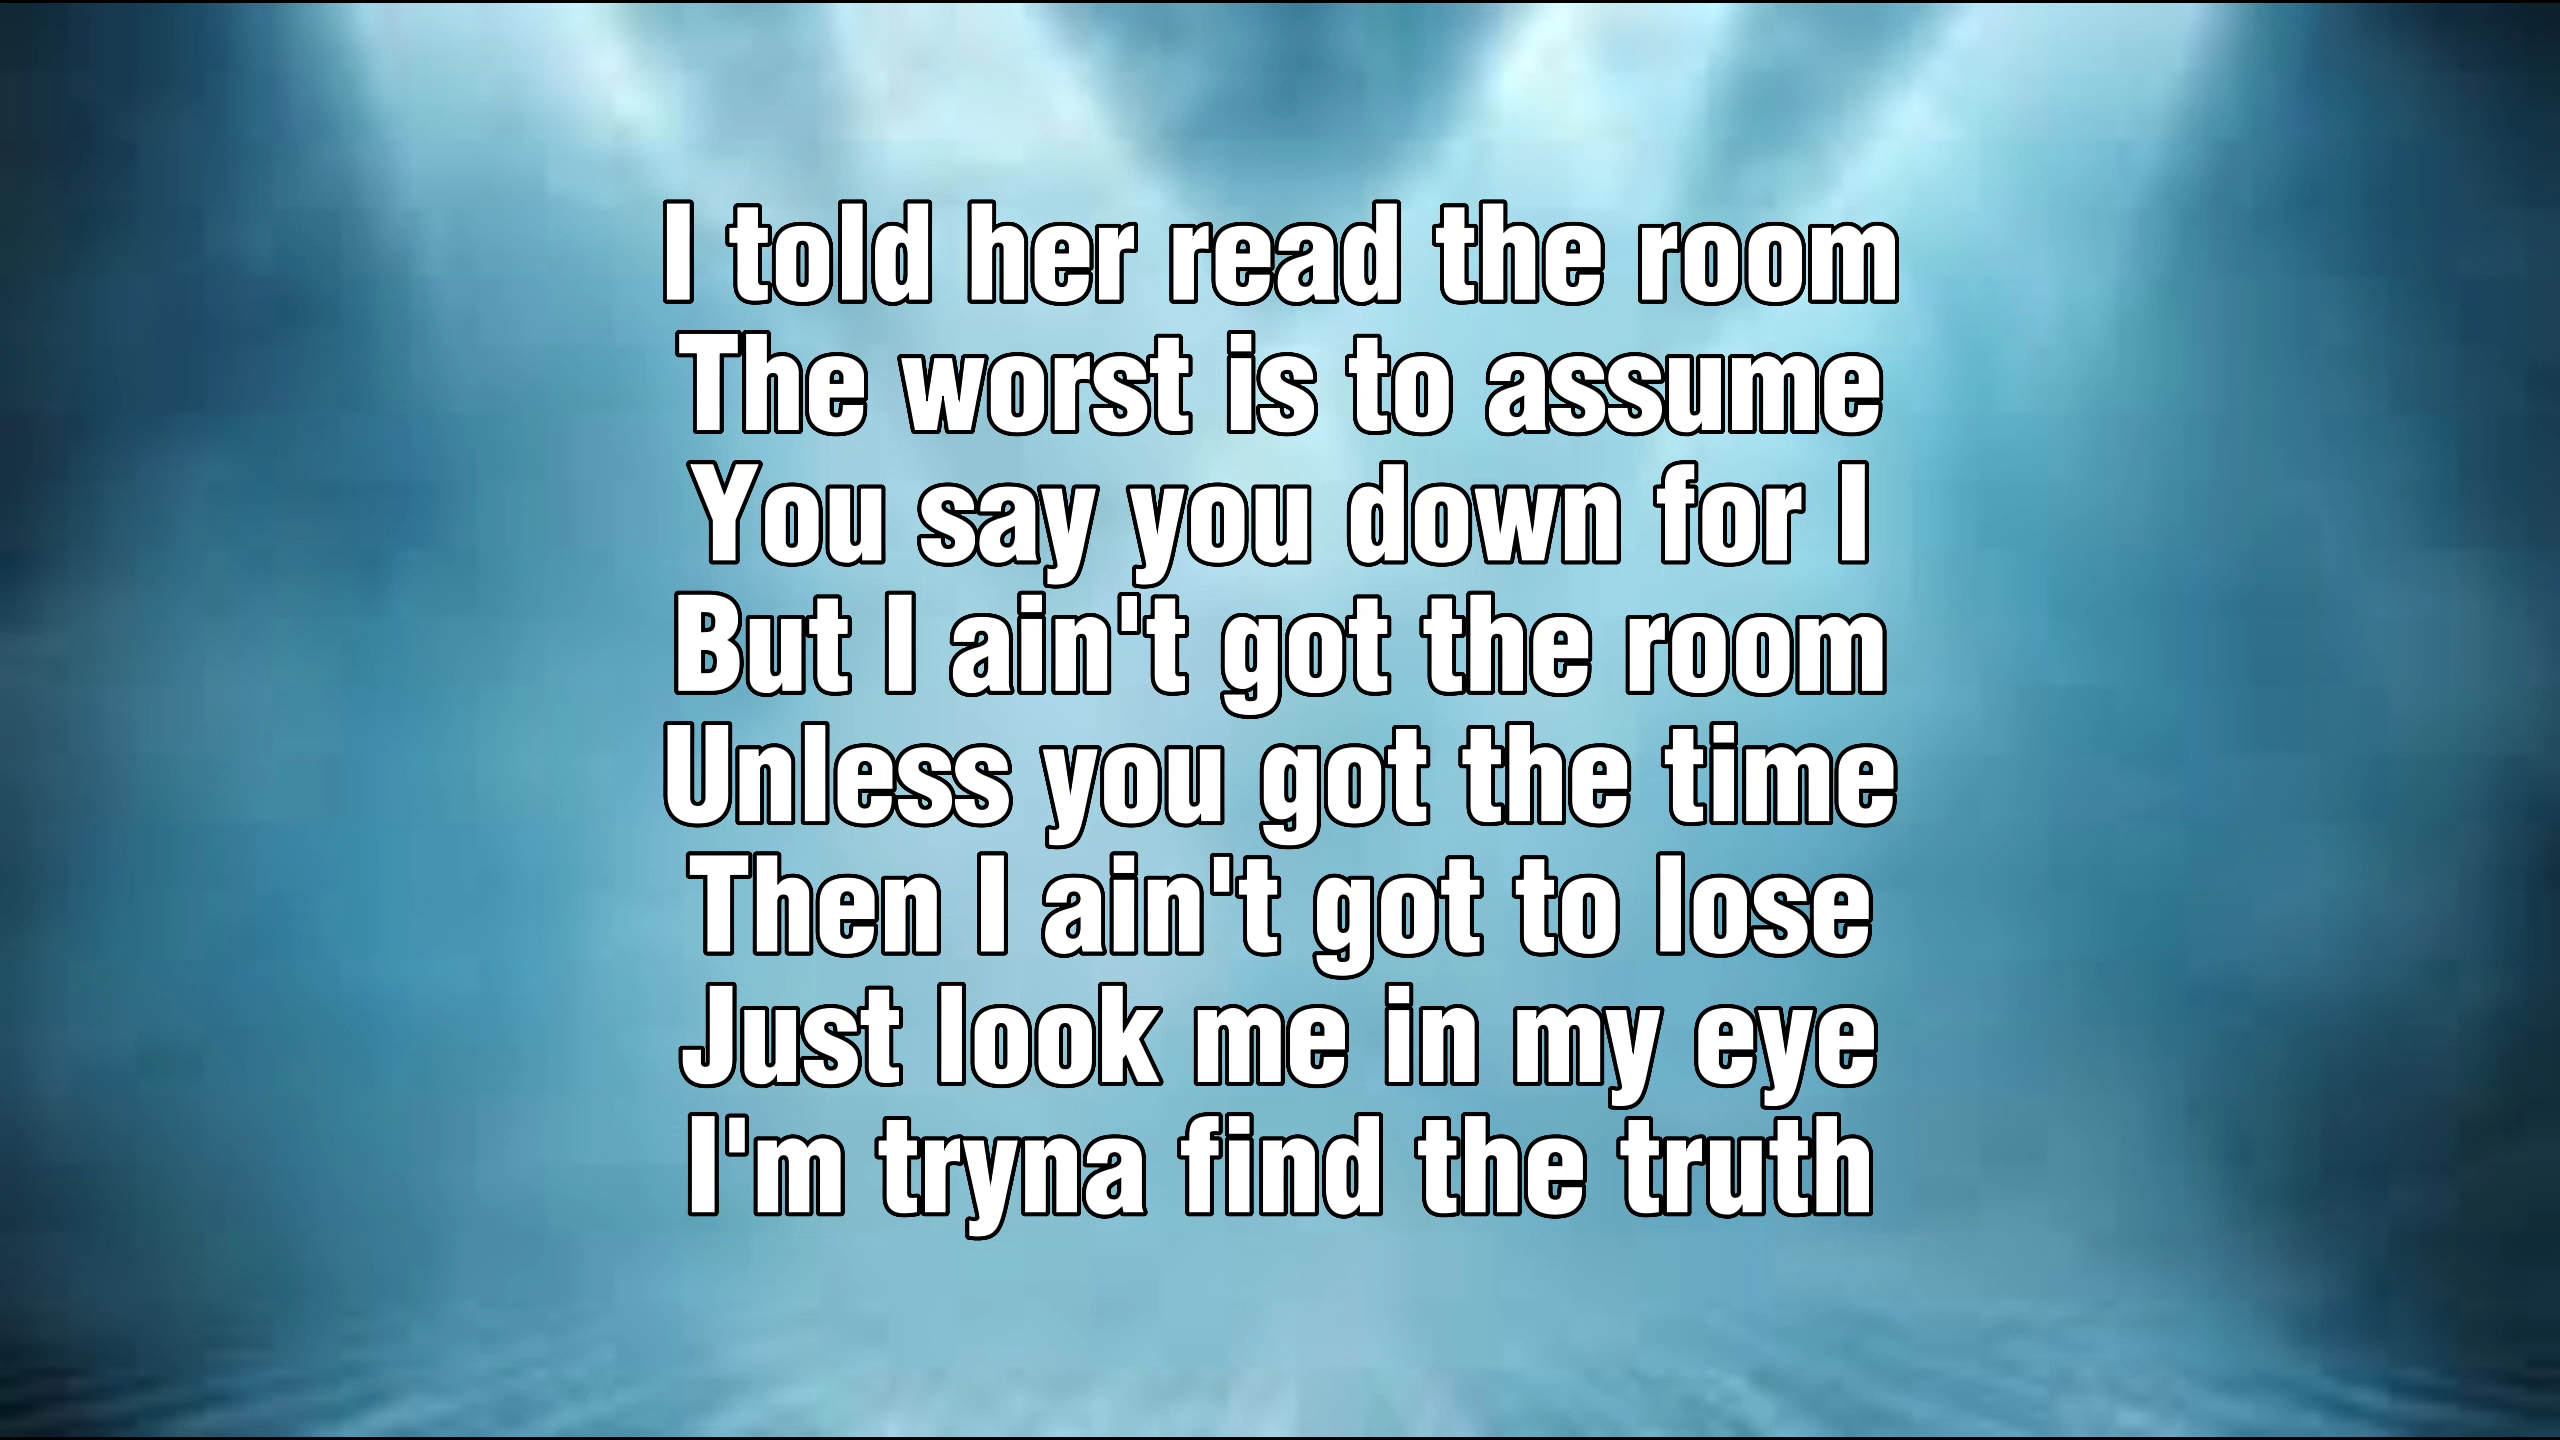 I told her read the room
The worst is to assume
You say you down for I
But I ain't got the room
Unless you got the time
Then I ain't got to lose
Just look me in my eye
I'm tryna find the truth